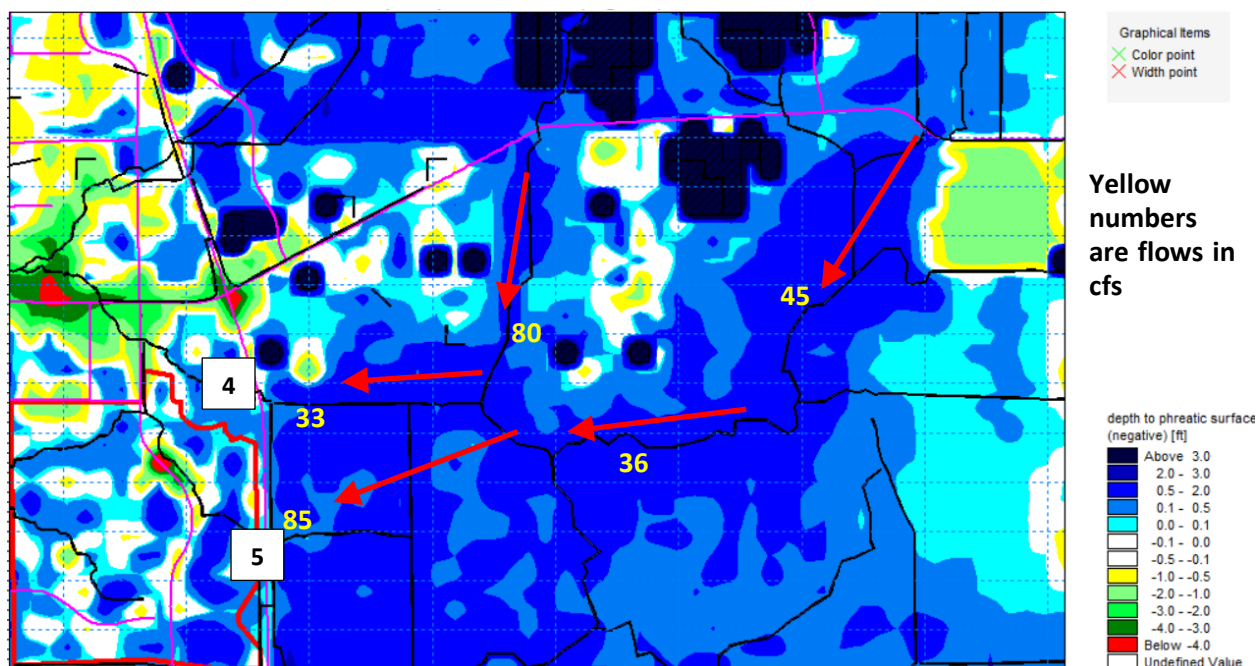 Graphical Items
Color point
Width point
Yellow
numbers
are flows in
cfs
45
80
4
33
36
85
5
depth to phreatic surface
(negative) [ft]
Above 3.0
2.0 - 3.0
0.5 - 2.0
0.1 - 0.5
0.0 - 0.1
-0.1 - 0.0
-0.5 - -0.1
-1.0 - -0.5
-2.0 - -1.0
-3.0 - -2.0
-4.0 - -3.0
Below -4.0
Undefined Value